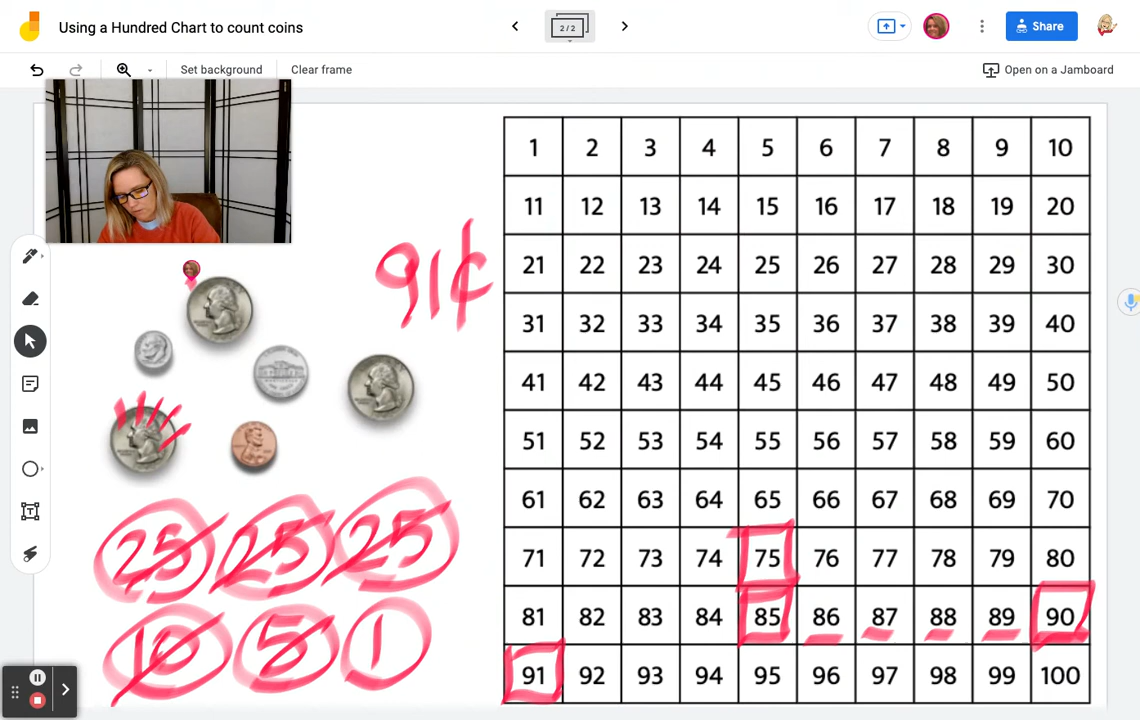 Using a Hundred Chart to count coins
2 / 2
Share
Set background
Clear frame
Open on a Jamboard
91¢
25 25 25
10 5 1
1 2 3 4 5 6 7 8 9 10
11 12 13 14 15 16 17 18 19 20
21 22 23 24 25 26 27 28 29 30
31 32 33 34 35 36 37 38 39 40
41 42 43 44 45 46 47 48 49 50
51 52 53 54 55 56 57 58 59 60
61 62 63 64 65 66 67 68 69 70
71 72 73 74 75 76 77 78 79 80
81 82 83 84 85 86 87 88 89 90
91 92 93 94 95 96 97 98 99 100